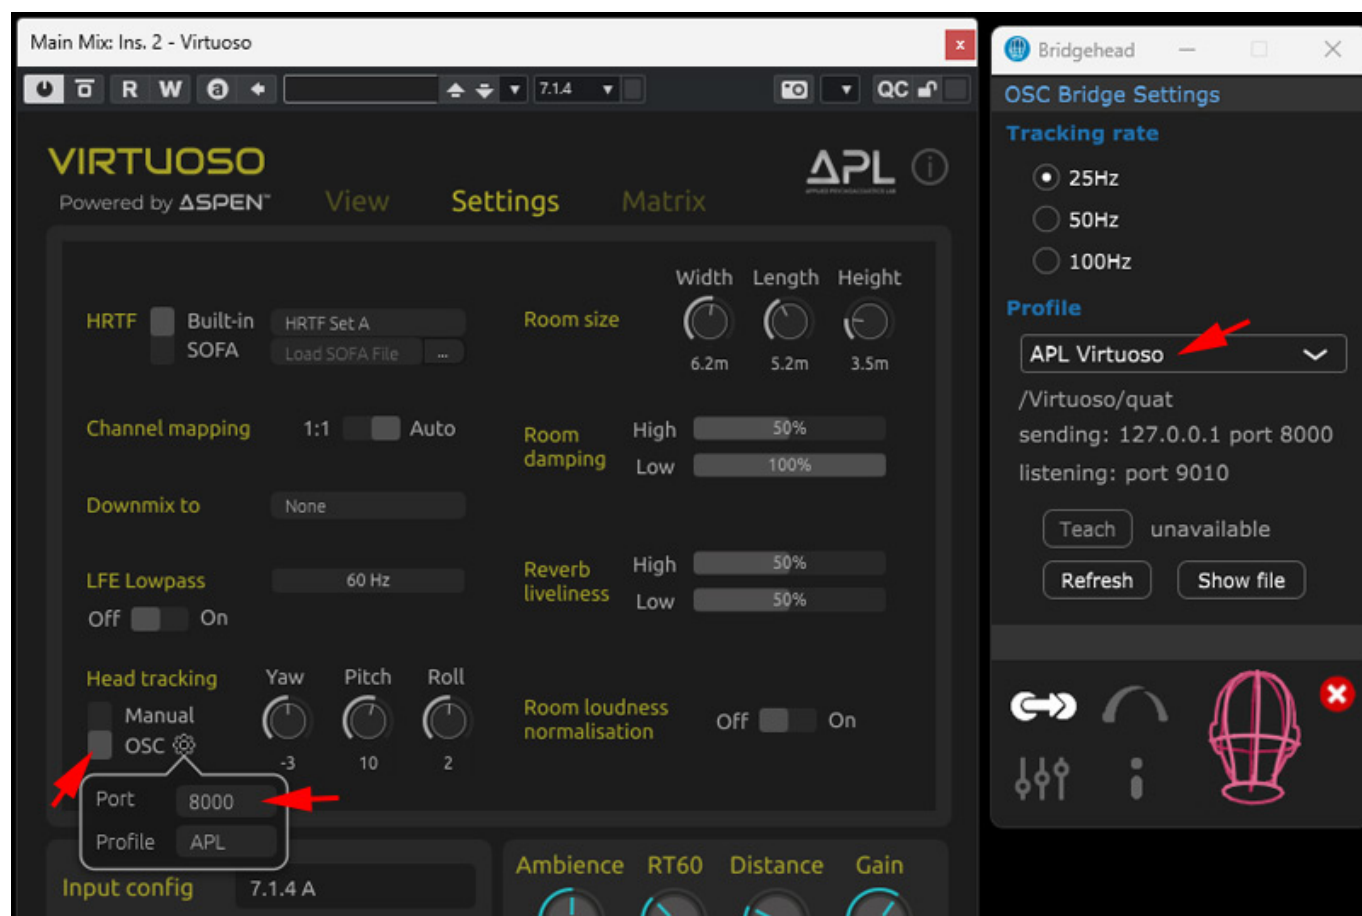 Main Mix: Ins. 2 - Virtuoso
x
R W a 7.1.4 QC
VIRTUOSO
Powered by ΔSPEN™
View Settings Matrix
APL
i
HRTF
Built-in
SOFA
HRTF Set A
Load SOFA File ...
Channel mapping 1:1 Auto
Downmix to None
LFE Lowpass 60 Hz
Off On
Head tracking
Manual
OSC
Yaw Pitch Roll
-3 10 2
Port 8000
Profile APL
Room size
Width Length Height
6.2m 5.2m 3.5m
Room
damping
High 50%
Low 100%
Reverb
liveliness
High 50%
Low 50%
Room loudness
normalisation
Off On
Input config 7.1.4 A
Ambience RT60 Distance Gain
Bridgehead
OSC Bridge Settings
Tracking rate
25Hz
50Hz
100Hz
Profile
APL Virtuoso
/Virtuoso/quat
sending: 127.0.0.1 port 8000
listening: port 9010
Teach unavailable
Refresh Show file